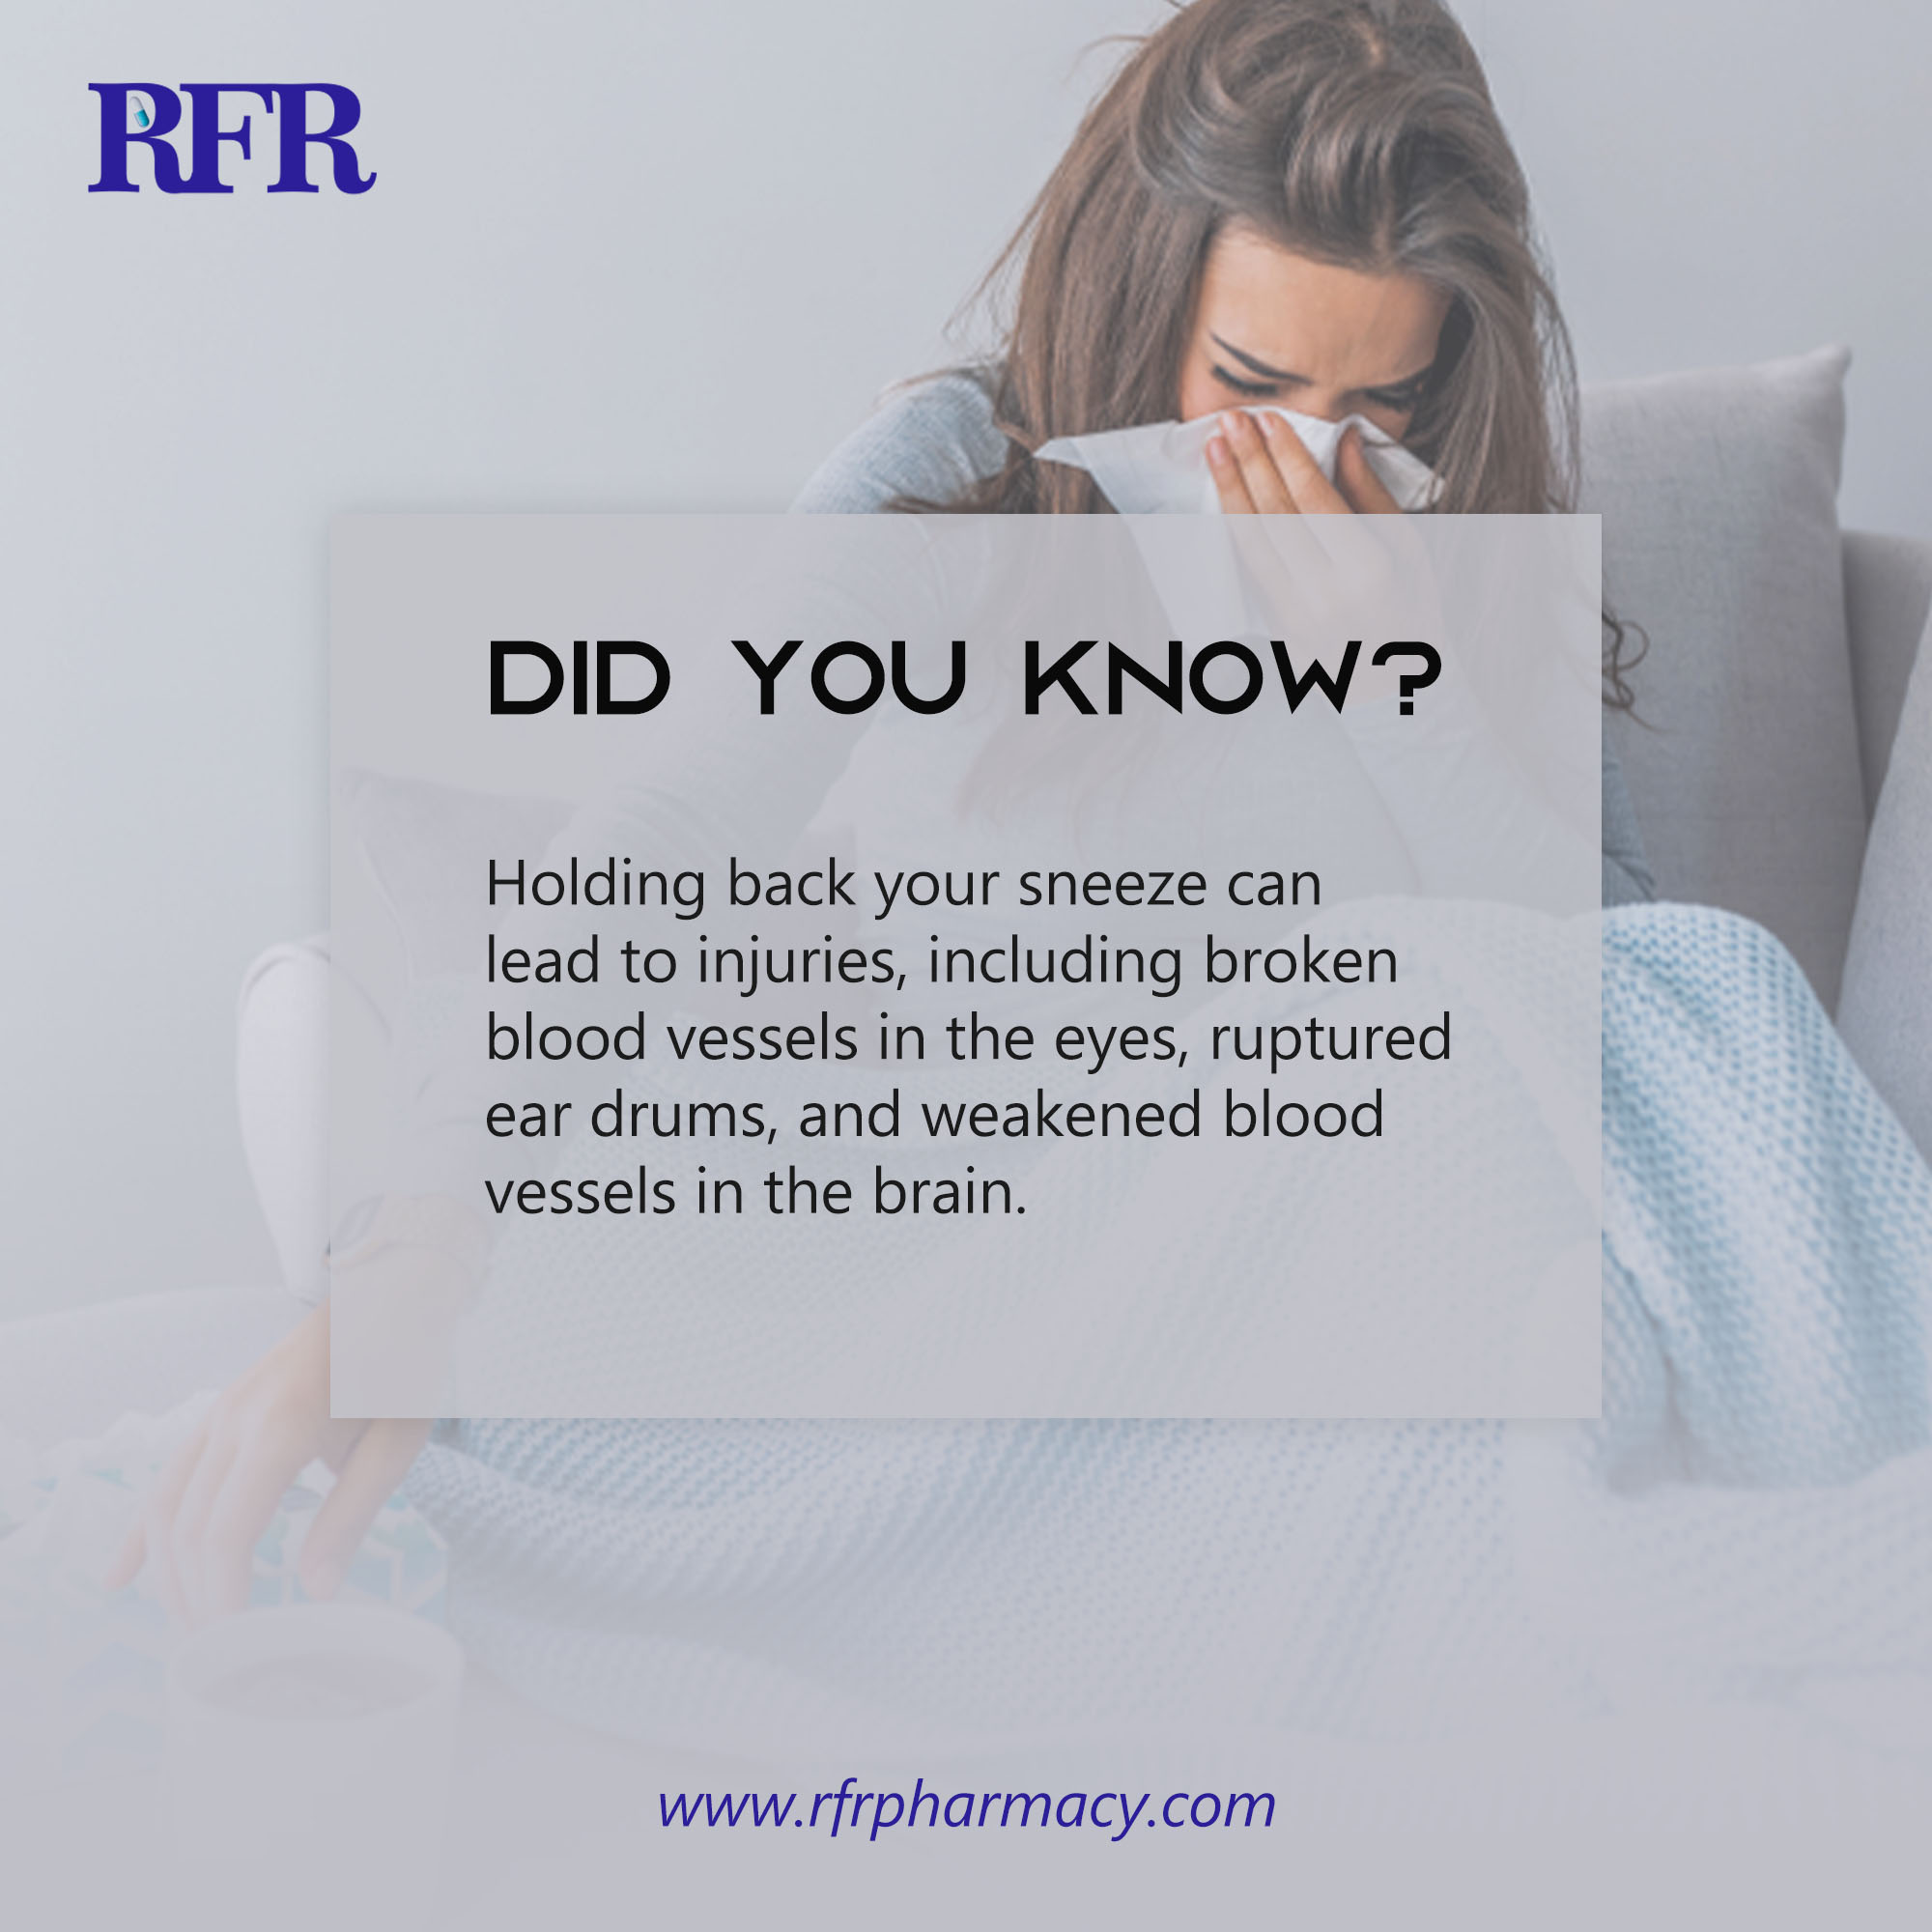 RFR
DID YOU KNOW?
Holding back your sneeze can
lead to injuries, including broken
blood vessels in the eyes, ruptured
ear drums, and weakened blood
vessels in the brain.
www.rfrpharmacy.com